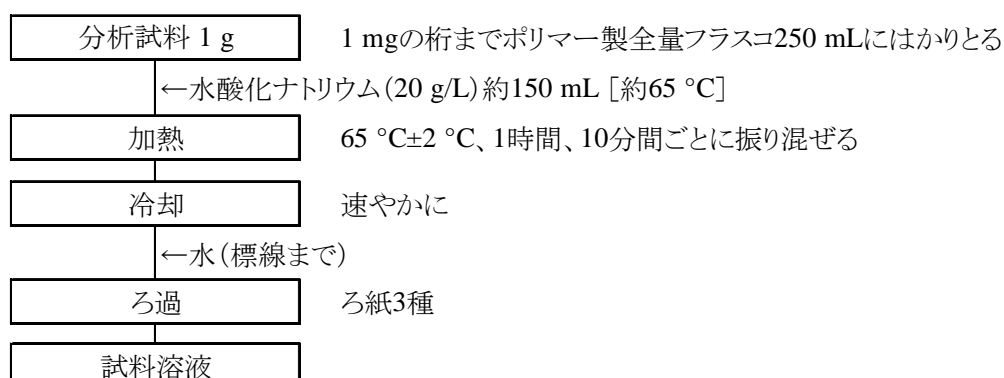 分析試料 1 g 1 mgの桁までポリマー製全量フラスコ250 mLにはかりとる
←水酸化ナトリウム(20 g/L)約150 mL [約65 °C]
加熱 65 °C±2 °C、1時間、10分間ごとに振り混ぜる
冷却 速やかに
←水(標線まで)
ろ過 ろ紙3種
試料溶液